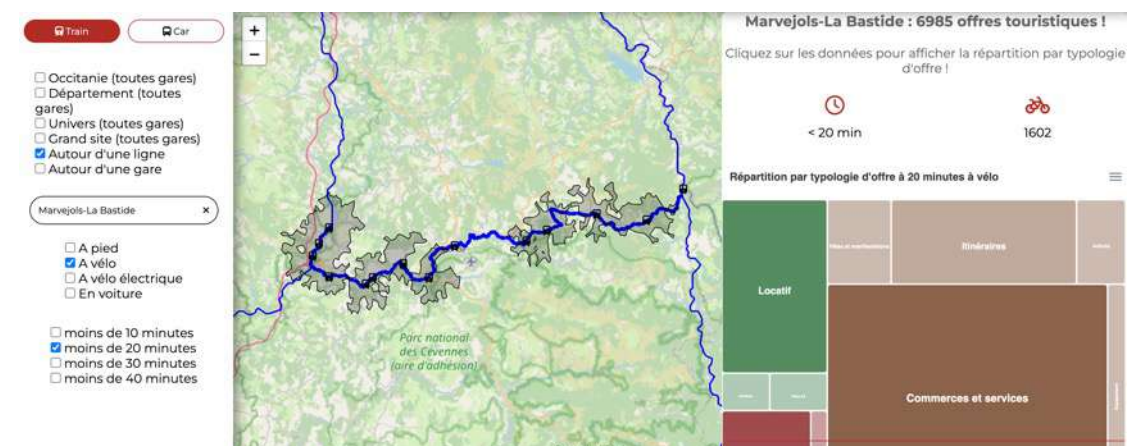 Train
Car
Occitanie (toutes gares)
Département (toutes
gares)
Univers (toutes gares)
Grand site (toutes gares)
Autour d'une ligne
Autour d'une gare
Marvejols-La Bastide ×
A pied
A vélo
A vélo électrique
En voiture
moins de 10 minutes
moins de 20 minutes
moins de 30 minutes
moins de 40 minutes
+
−
Parc national
des Cévennes
(aire d'adhésion)
Marvejols-La Bastide : 6985 offres touristiques !
Cliquez sur les données pour afficher la répartition par typologie
d'offre !
< 20 min
1602
Répartition par typologie d'offre à 20 minutes à vélo
Itinéraires
Locatif
Commerces et services